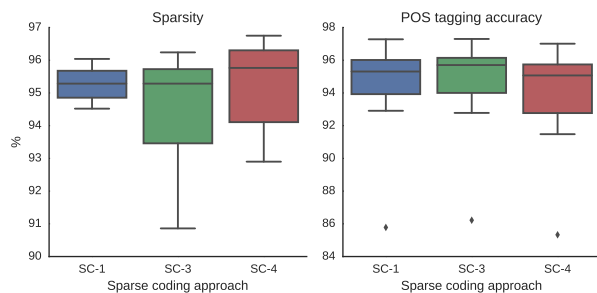 Sparsity
97
96
95
94
93
92
91
90
%
SC-1 SC-3 SC-4
Sparse coding approach
POS tagging accuracy
98
96
94
92
90
88
86
84
SC-1 SC-3 SC-4
Sparse coding approach